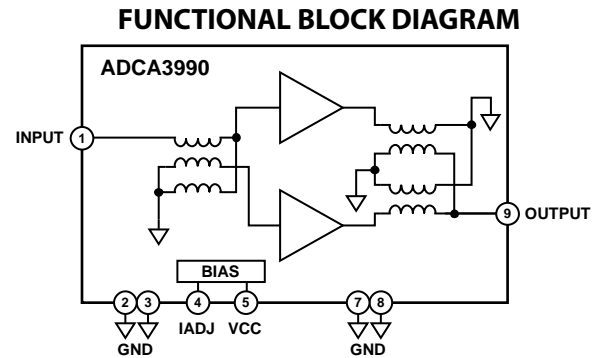 FUNCTIONAL BLOCK DIAGRAM
ADCA3990
INPUT 1
9 OUTPUT
BIAS
2 3 4 5 7 8
IADJ VCC
GND GND